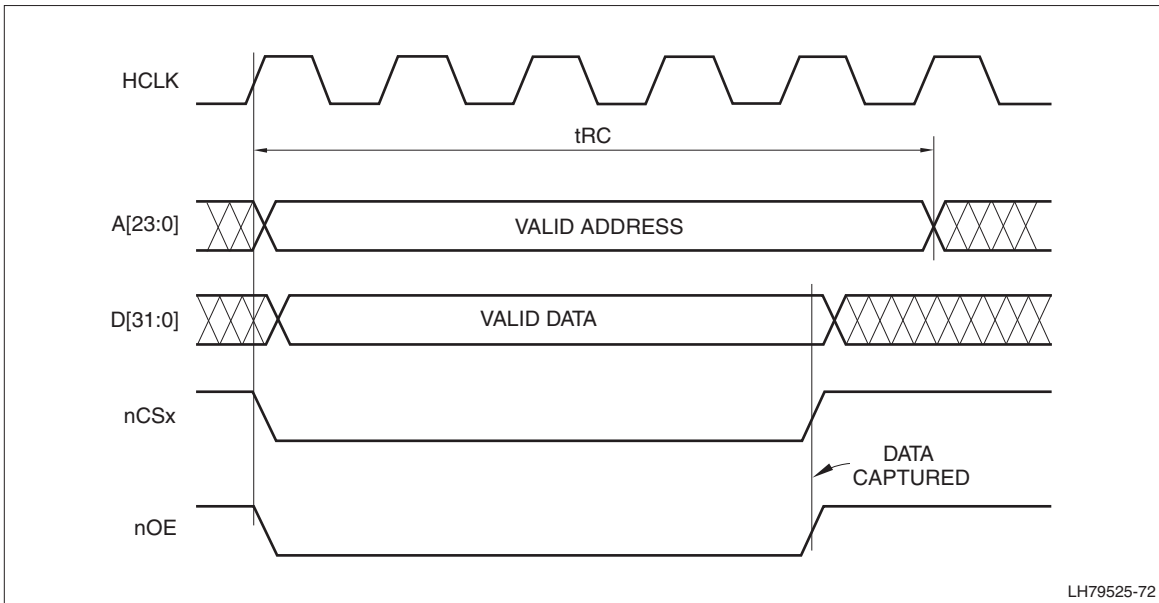 HCLK
tRC
A[23:0]
VALID ADDRESS
D[31:0]
VALID DATA
nCSx
DATA
CAPTURED
nOE
LH79525-72